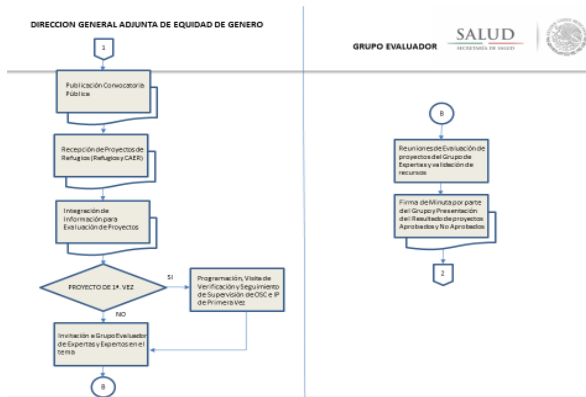 DIRECCION GENERAL ADJUNTA DE EQUIDAD DE GENERO
1
Publicación Convocatoria
Pública
Recepción de Proyectos de
Refugios (Refugios y CAER)
Integración de
Información para
Evaluación de Proyectos
PROYECTO DE 1ª. VEZ
SI
Programación, Visita de
Verificación y Seguimiento
de Supervisión de OSC e IP
de Primera Vez
NO
Invitación a Grupo Evaluador
de Expertas y Expertos en el
tema
B
GRUPO EVALUADOR
SALUD
SECRETARÍA DE SALUD
B
Reuniones de Evaluación de
proyectos del Grupo de
Expertas y validación de
recursos
Firma de Minuta por parte
del Grupo y Presentación
del Resultado de proyectos
Aprobados y No Aprobados
2